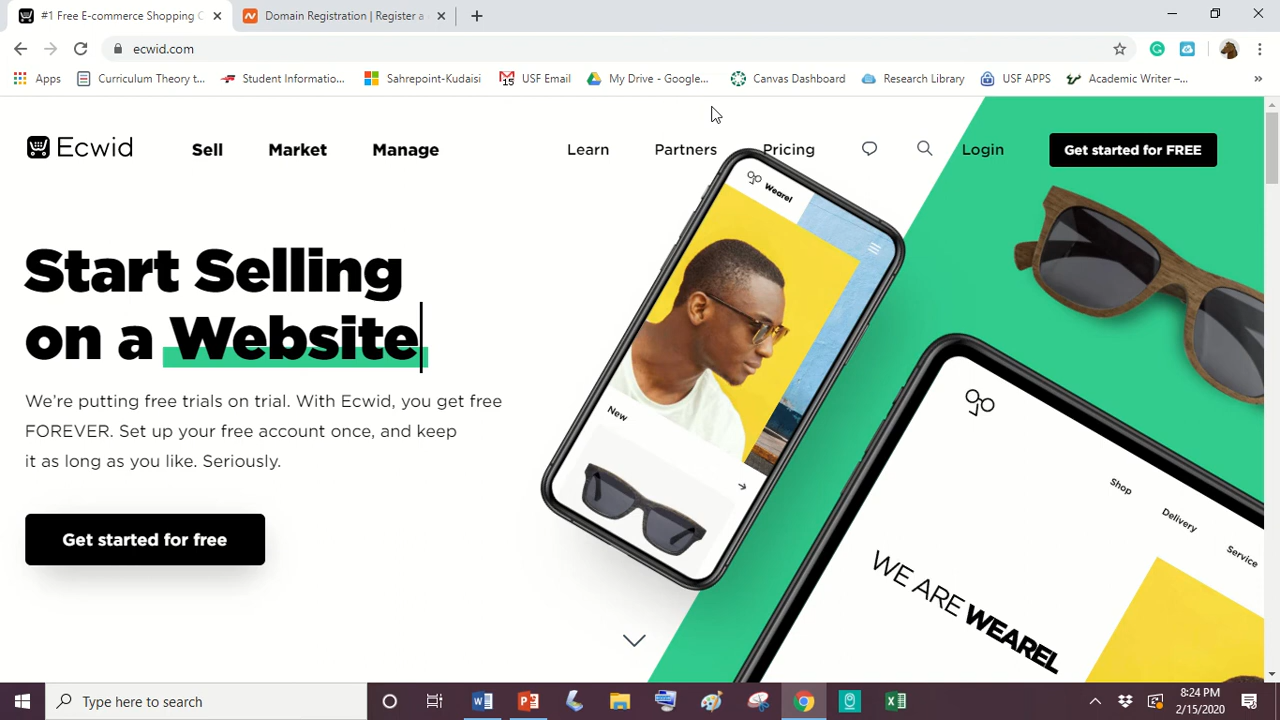 #1 Free E-commerce Shopping C
Domain Registration | Register a
ecwid.com
Apps
Curriculum Theory t...
Student Informatio...
Sahrepoint-Kudaisi
15
USF Email
My Drive - Google...
Canvas Dashboard
Research Library
USF APPS
Academic Writer –...
»
Ecwid
Sell
Market
Manage
Learn
Partners
Pricing
Login
Get started for FREE
Wearel
Start Selling
on a Website
We're putting free trials on trial. With Ecwid, you get free
FOREVER. Set up your free account once, and keep
it as long as you like. Seriously.
Get started for free
New
Shop
Delivery
Service
WE ARE WEAREL
Type here to search
8:24 PM
2/15/2020